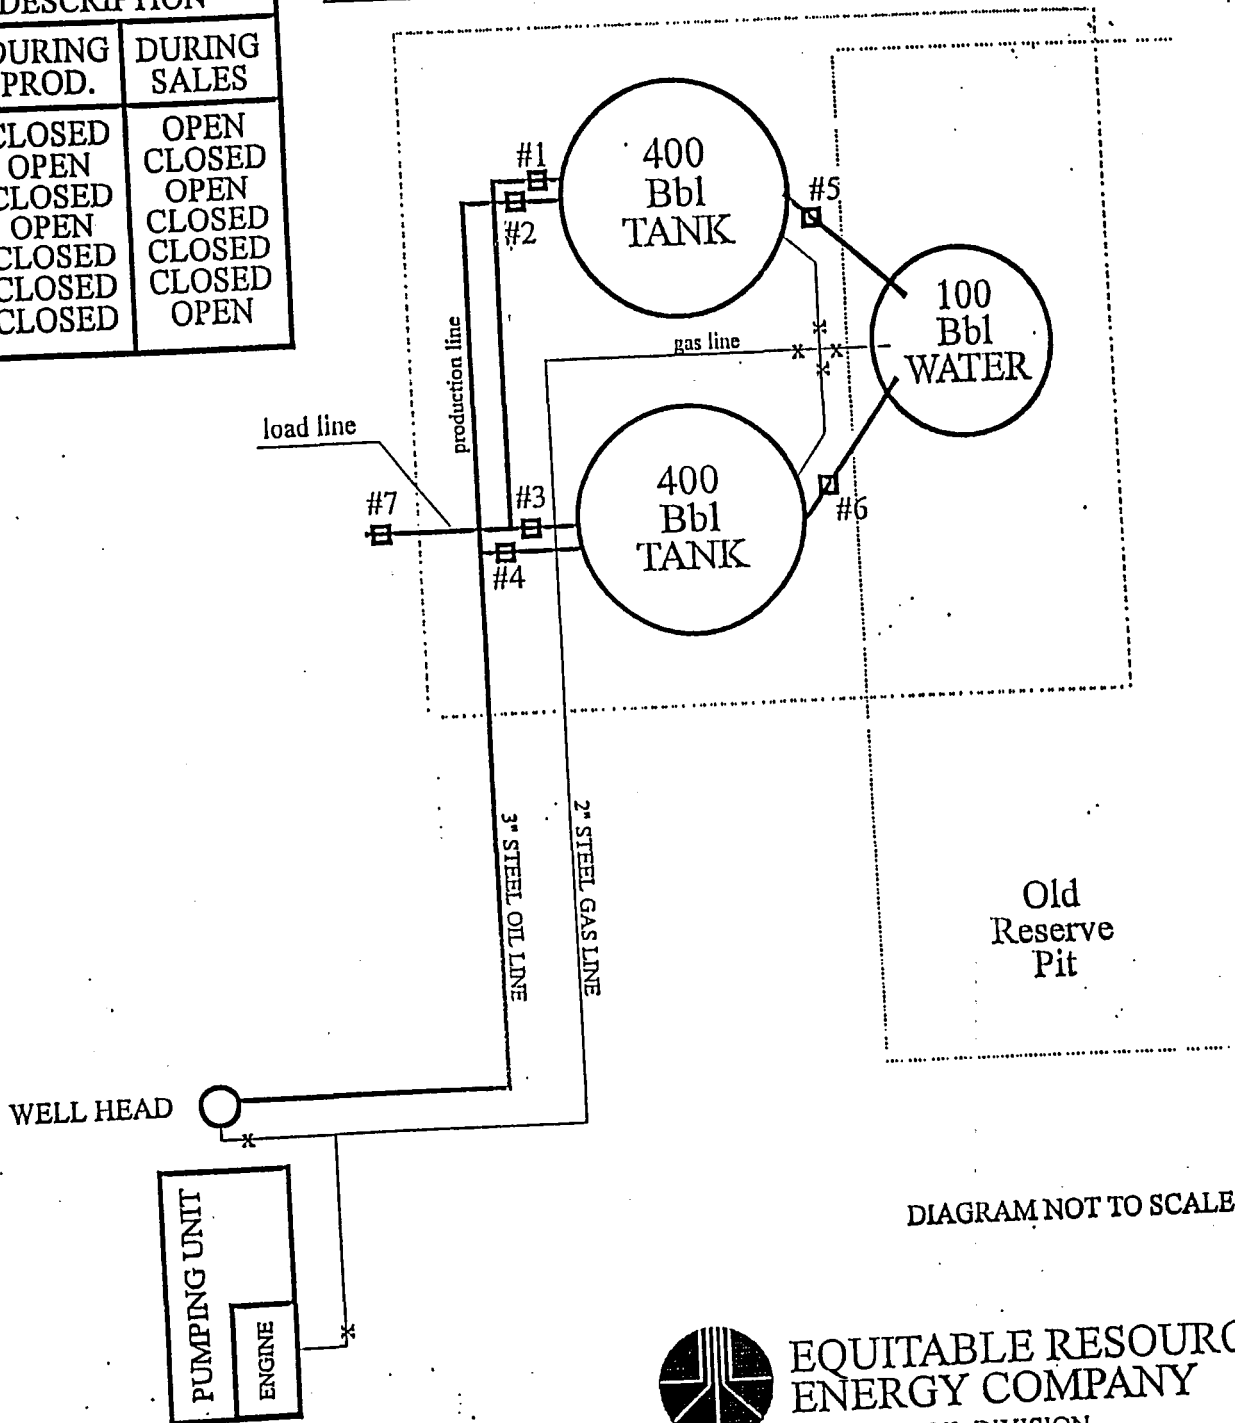 DESCRIPTION
DURING DURING
PROD. SALES
CLOSED OPEN
OPEN CLOSED
CLOSED OPEN
OPEN CLOSED
CLOSED CLOSED
CLOSED CLOSED
CLOSED OPEN
#1
#2
400
Bbl
TANK
#5
100
Bbl
WATER
gas line
production line
load line
#7
#3
#4
400
Bbl
TANK
#6
3" STEEL OIL LINE
2" STEEL GAS LINE
Old
Reserve
Pit
WELL HEAD
PUMPING UNIT
ENGINE
DIAGRAM NOT TO SCALE
EQUITABLE RESOURC
ENERGY COMPANY
DIVISION